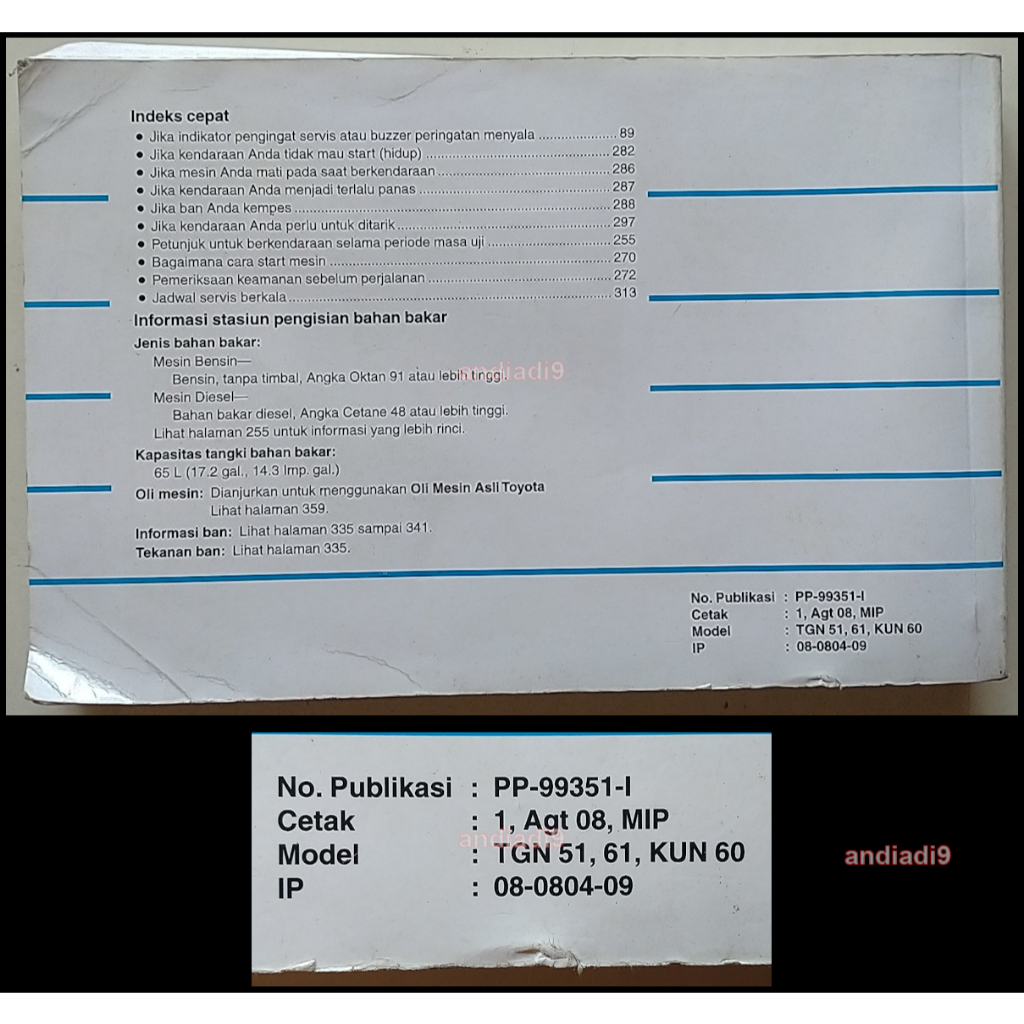 Indeks cepat
● Jika indikator pengingat servis atau buzzer peringatan menyala ..................... 89
● Jika kendaraan Anda tidak mau start (hidup) ................................................. 282
● Jika mesin Anda mati pada saat berkendaraan .............................................. 286
● Jika kendaraan Anda menjadi terlalu panas ................................................... 287
● Jika ban Anda kempes .................................................................................... 288
● Jika kendaraan Anda perlu untuk ditarik ......................................................... 297
● Petunjuk untuk berkendaraan selama periode masa uji ................................. 255
● Bagaimana cara start mesin ........................................................................... 270
● Pemeriksaan keamanan sebelum perjalanan ................................................. 272
● Jadwal servis berkala ...................................................................................... 313
Informasi stasiun pengisian bahan bakar
Jenis bahan bakar:
Mesin Bensin—
Bensin, tanpa timbal, Angka Oktan 91 atau lebih tinggi.
andiadi9
Mesin Diesel—
Bahan bakar diesel, Angka Cetane 48 atau lebih tinggi.
Lihat halaman 255 untuk informasi yang lebih rinci.
Kapasitas tangki bahan bakar:
65 L (17.2 gal., 14.3 Imp. gal.)
Oli mesin: Dianjurkan untuk menggunakan Oli Mesin Asli Toyota
Lihat halaman 359.
Informasi ban: Lihat halaman 335 sampai 341.
Tekanan ban: Lihat halaman 335.
No. Publikasi : PP-99351-I
Cetak : 1, Agt 08, MIP
Model : TGN 51, 61, KUN 60
IP : 08-0804-09
No. Publikasi : PP-99351-I
Cetak : 1, Agt 08, MIP
andiadi9
Model : TGN 51, 61, KUN 60
IP : 08-0804-09
andiadi9